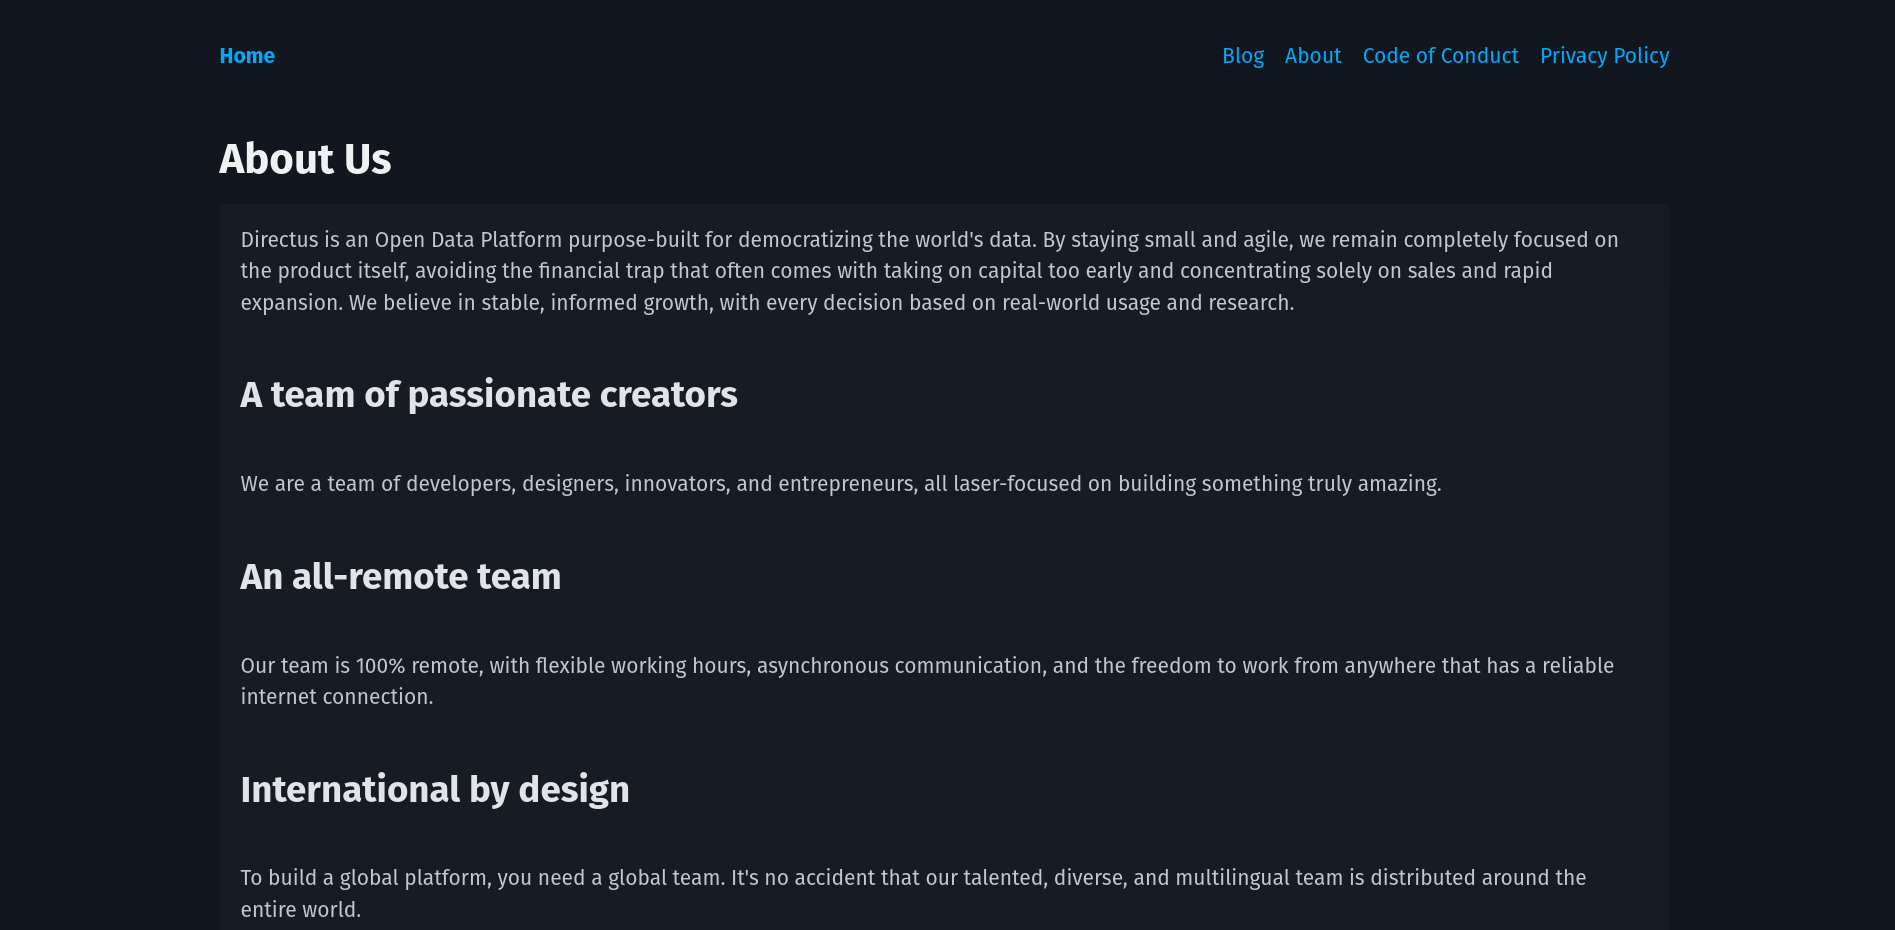 Home
Blog About Code of Conduct Privacy Policy
About Us
Directus is an Open Data Platform purpose-built for democratizing the world's data. By staying small and agile, we remain completely focused on
the product itself, avoiding the financial trap that often comes with taking on capital too early and concentrating solely on sales and rapid
expansion. We believe in stable, informed growth, with every decision based on real-world usage and research.
A team of passionate creators
We are a team of developers, designers, innovators, and entrepreneurs, all laser-focused on building something truly amazing.
An all-remote team
Our team is 100% remote, with flexible working hours, asynchronous communication, and the freedom to work from anywhere that has a reliable
internet connection.
International by design
To build a global platform, you need a global team. It's no accident that our talented, diverse, and multilingual team is distributed around the
entire world.